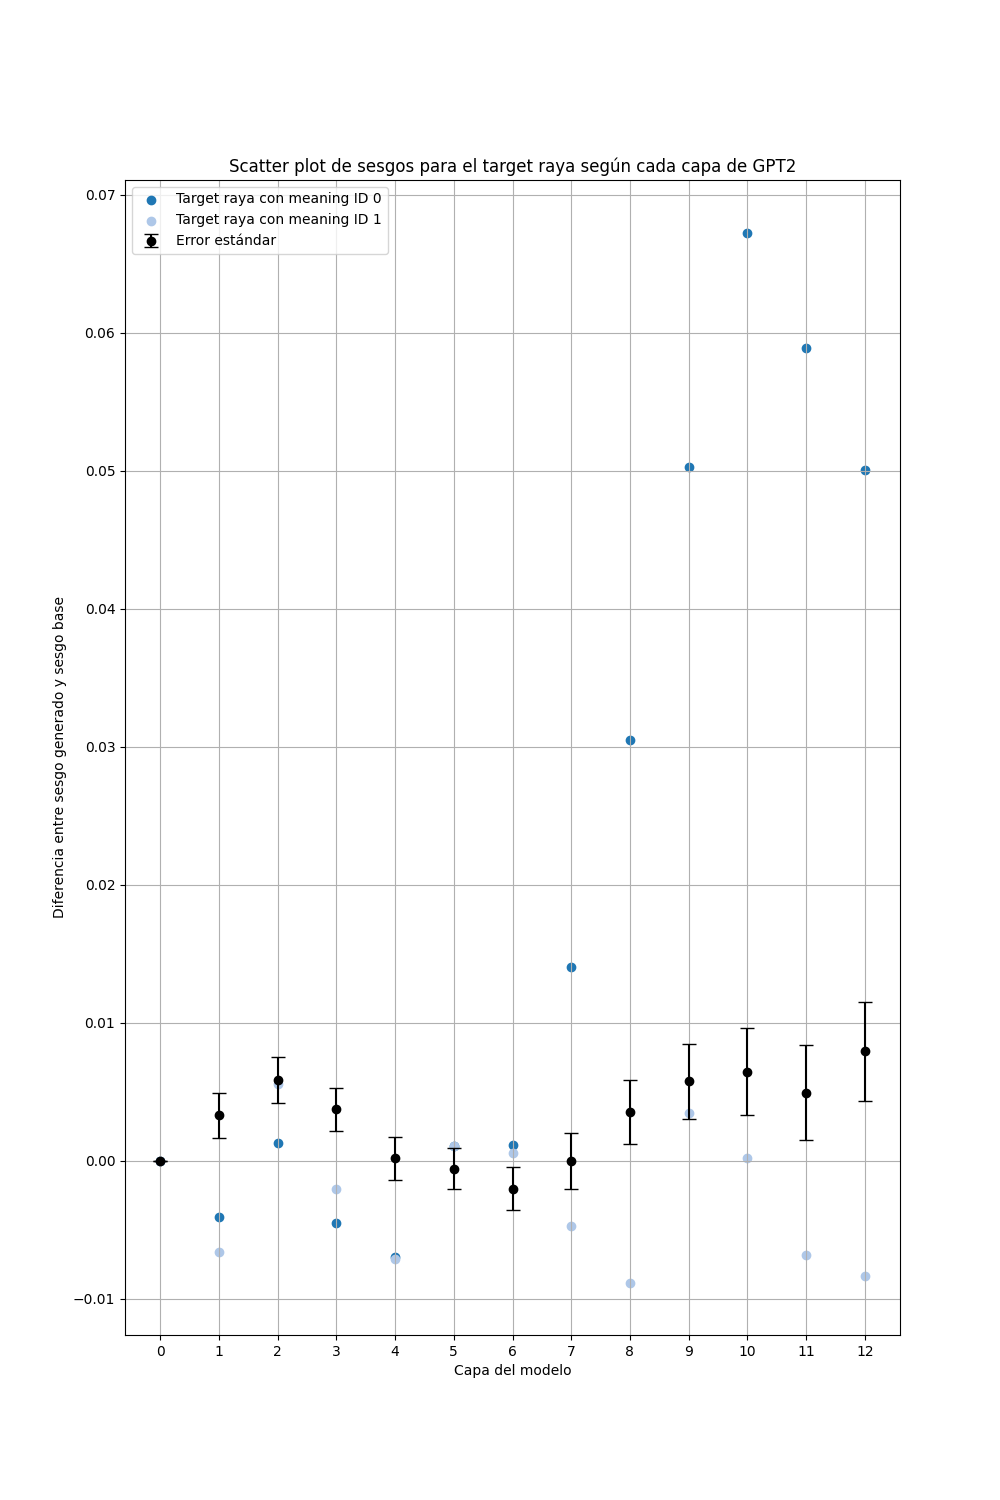 Scatter plot de sesgos para el target raya según cada capa de GPT2
Target raya con meaning ID 0
Target raya con meaning ID 1
Error estándar
0.07
0.06
0.05
0.04
0.03
0.02
0.01
0.00
−0.01
Diferencia entre sesgo generado y sesgo base
0 1 2 3 4 5 6 7 8 9 10 11 12
Capa del modelo